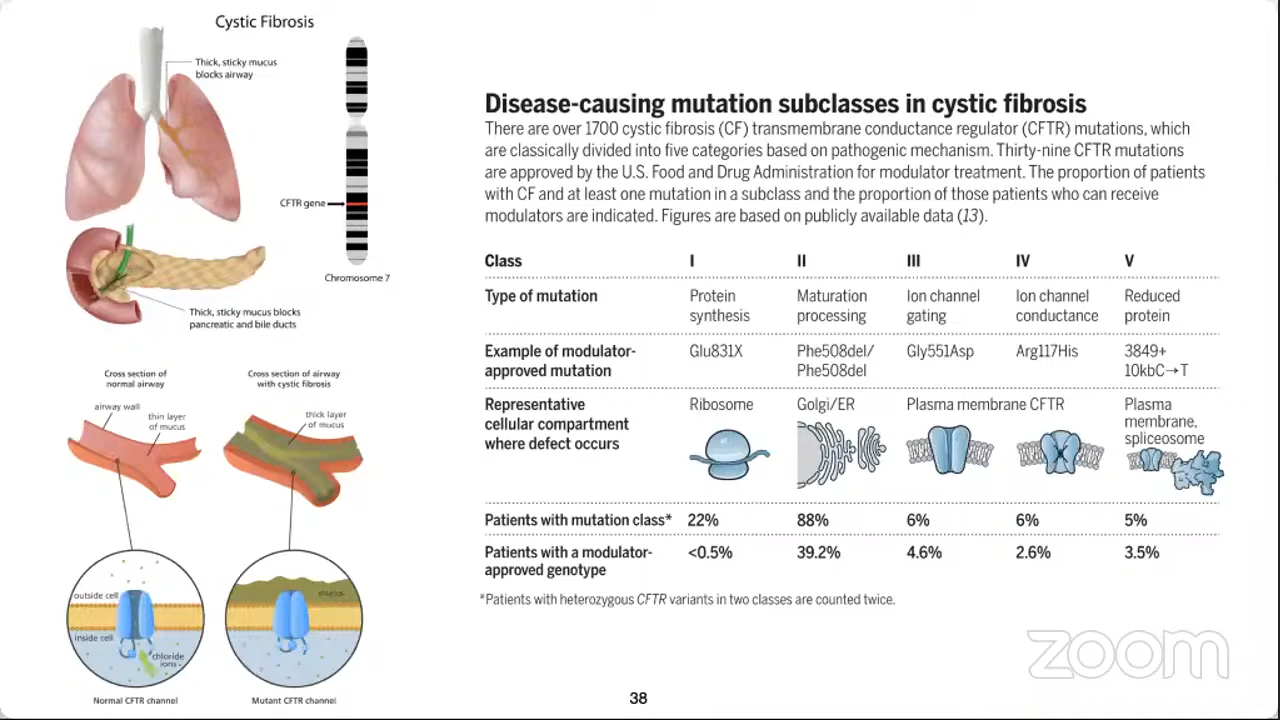 Cystic Fibrosis
Thick, sticky mucus
blocks airway
CFTR gene
Chromosome 7
Thick, sticky mucus blocks
pancreatic and bile ducts
Cross section of
normal airway
Cross section of airway
with cystic fibrosis
airway wall
thin layer
of mucus
thick layer
of mucus
outside cell
inside cell
chloride
ions
Normal CFTR channel
Mutant CFTR channel
Disease-causing mutation subclasses in cystic fibrosis
There are over 1700 cystic fibrosis (CF) transmembrane conductance regulator (CFTR) mutations, which
are classically divided into five categories based on pathogenic mechanism. Thirty-nine CFTR mutations
are approved by the U.S. Food and Drug Administration for modulator treatment. The proportion of patients
with CF and at least one mutation in a subclass and the proportion of those patients who can receive
modulators are indicated. Figures are based on publicly available data (13).
Class I II III IV V
Type of mutation Protein synthesis Maturation processing Ion channel gating Ion channel conductance Reduced protein
Example of modulator-approved mutation Glu831X Phe508del/Phe508del Gly551Asp Arg117His 3849+10kbC→T
Representative cellular compartment where defect occurs Ribosome Golgi/ER Plasma membrane CFTR Plasma membrane, spliceosome
Patients with mutation class* 22% 88% 6% 6% 5%
Patients with a modulator-approved genotype <0.5% 39.2% 4.6% 2.6% 3.5%
*Patients with heterozygous CFTR variants in two classes are counted twice.
38
zoom